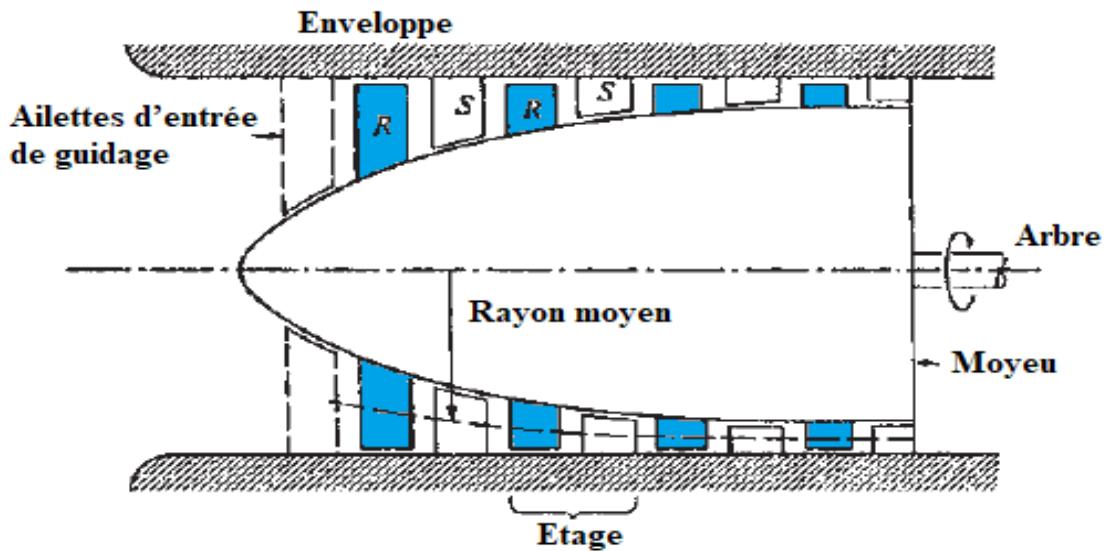 Enveloppe
Ailettes d'entrée
de guidage
R
S
R
S
Arbre
Rayon moyen
Moyeu
Etage